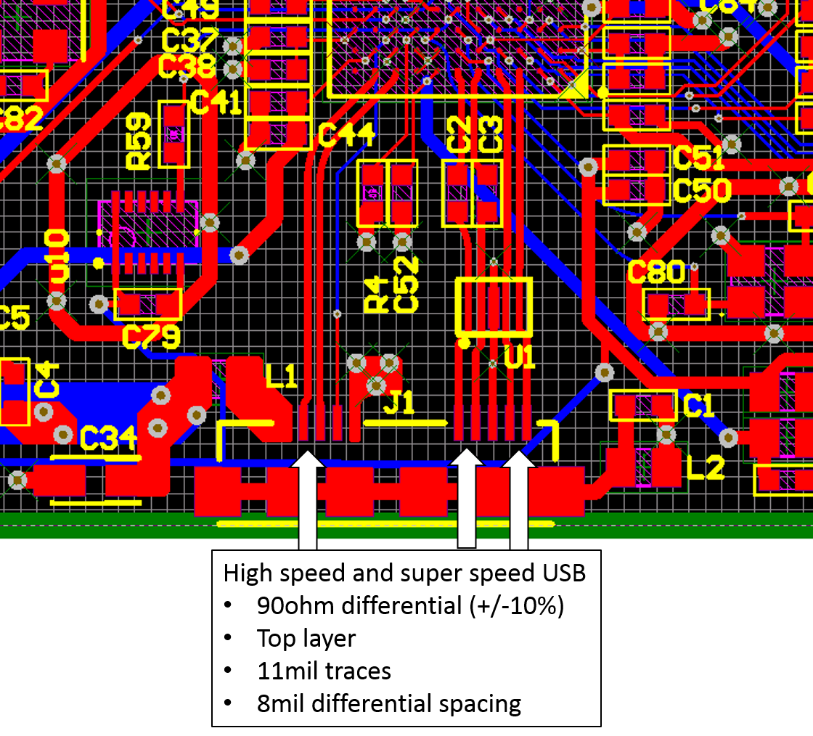 C49
C64
C37
C38
C82
C41
R59
C44
C2
C3
C51
C50
U10
R4
C52
C80
C5
C79
U1
C4
L1
J1
C1
C34
L2
High speed and super speed USB
• 90ohm differential (+/-10%)
• Top layer
• 11mil traces
• 8mil differential spacing